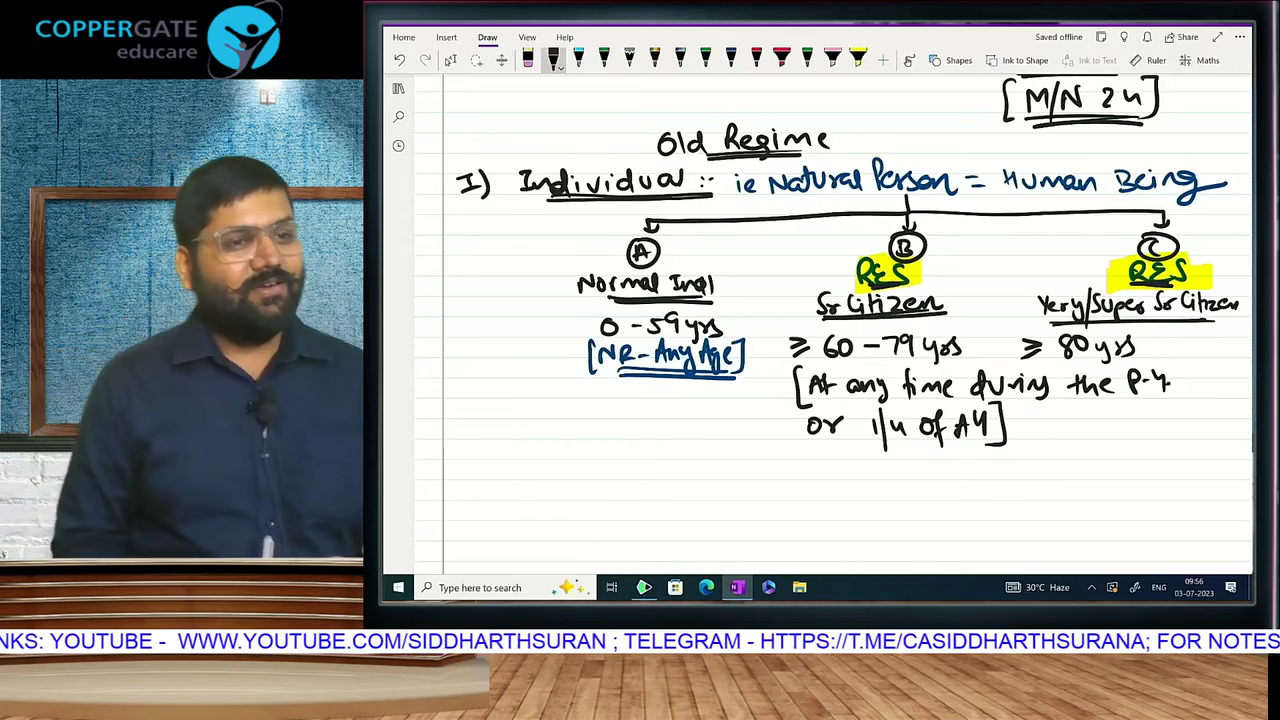 COPPERGATE
educare
Home Insert Draw View Help
Saved offline Share
Shapes Ink to Shape Ink to Text Ruler Maths
[M/N 24]
Old Regime
I) Individual :- ie Natural Person = Human Being
A B C
Normal Indl RES RES
0 - 59 yrs Sr Citizen Very/Super Sr Citizen
[NR - Any Age] ≥ 60 - 79 yrs ≥ 80 yrs
[At any time during the P.Y.
or 1/4 of AY]
Type here to search
30°C Haze ENG 09:56
03-07-2023
NKS: YOUTUBE - WWW.YOUTUBE.COM/SIDDHARTHSURAN ; TELEGRAM - HTTPS://T.ME/CASIDDHARTHSURANA; FOR NOTES